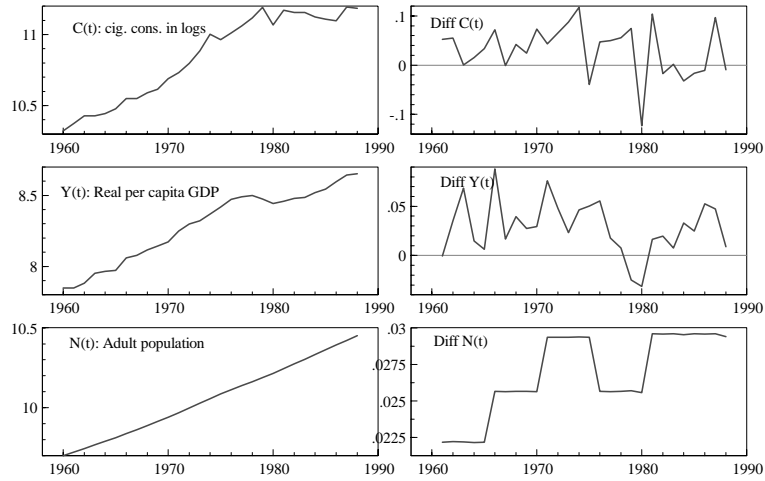 C(t): cig. cons. in logs
11
10.5
1960 1970 1980 1990
Diff C(t)
.1
0
-.1
1960 1970 1980 1990
Y(t): Real per capita GDP
8.5
8
1960 1970 1980 1990
Diff Y(t)
.05
0
1960 1970 1980 1990
N(t): Adult population
10.5
10
1960 1970 1980 1990
Diff N(t)
.03
.0275
.025
.0225
1960 1970 1980 1990